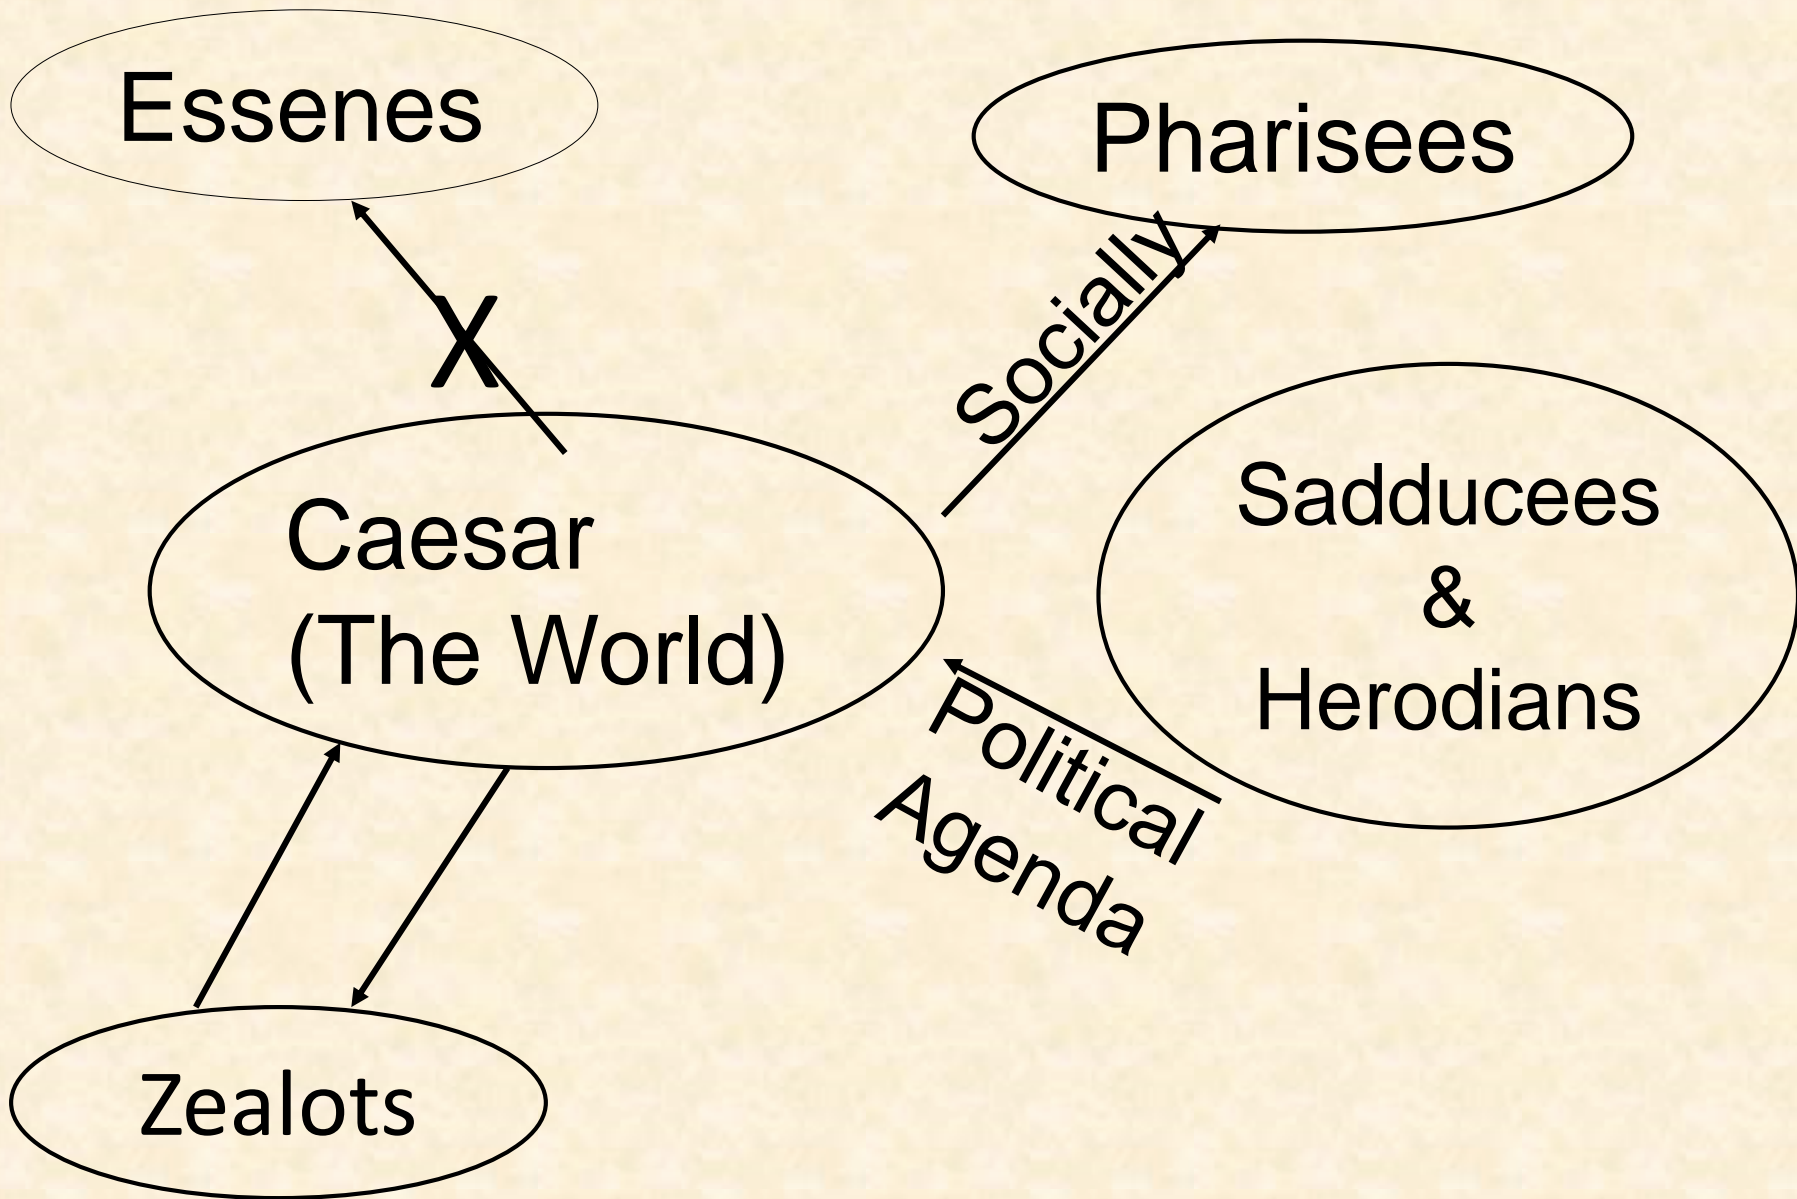 Essenes
Pharisees
X
Socially
Caesar
(The World)
Sadducees
&
Herodians
Political
Agenda
Zealots